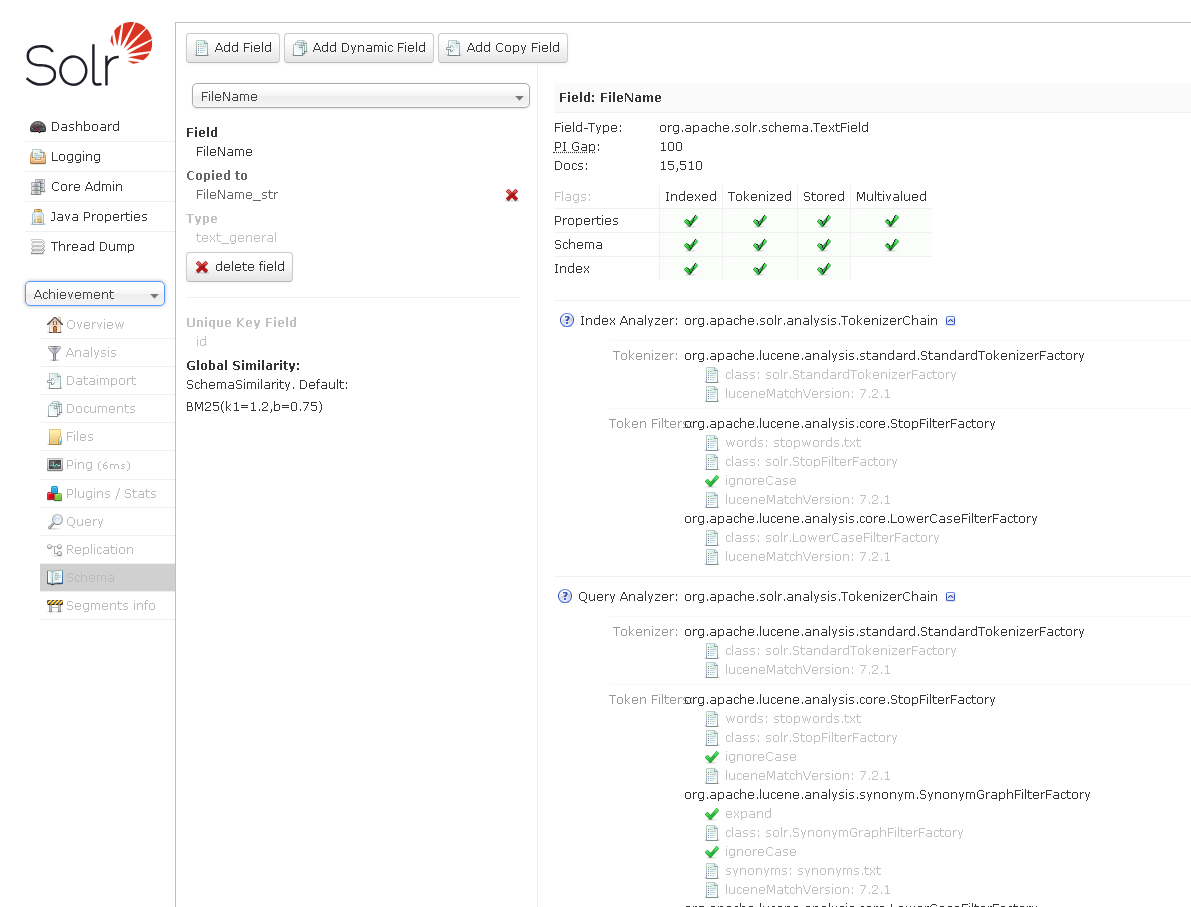 Solr
Dashboard
Logging
Core Admin
Java Properties
Thread Dump
Achievement
Overview
Analysis
Dataimport
Documents
Files
Ping (6ms)
Plugins / Stats
Query
Replication
Schema
Segments info
Add Field Add Dynamic Field Add Copy Field
FileName
Field
FileName
Copied to
FileName_str
Type
text_general
delete field
Unique Key Field
id
Global Similarity:
SchemaSimilarity. Default:
BM25(k1=1.2,b=0.75)
Field: FileName
Field-Type: org.apache.solr.schema.TextField
PI Gap: 100
Docs: 15,510
Flags: Indexed Tokenized Stored Multivalued
Properties
Schema
Index
Index Analyzer: org.apache.solr.analysis.TokenizerChain
Tokenizer: org.apache.lucene.analysis.standard.StandardTokenizerFactory
class: solr.StandardTokenizerFactory
luceneMatchVersion: 7.2.1
Token Filters: org.apache.lucene.analysis.core.StopFilterFactory
words: stopwords.txt
class: solr.StopFilterFactory
ignoreCase
luceneMatchVersion: 7.2.1
org.apache.lucene.analysis.core.LowerCaseFilterFactory
class: solr.LowerCaseFilterFactory
luceneMatchVersion: 7.2.1
Query Analyzer: org.apache.solr.analysis.TokenizerChain
Tokenizer: org.apache.lucene.analysis.standard.StandardTokenizerFactory
class: solr.StandardTokenizerFactory
luceneMatchVersion: 7.2.1
Token Filters: org.apache.lucene.analysis.core.StopFilterFactory
words: stopwords.txt
class: solr.StopFilterFactory
ignoreCase
luceneMatchVersion: 7.2.1
org.apache.lucene.analysis.synonym.SynonymGraphFilterFactory
expand
class: solr.SynonymGraphFilterFactory
ignoreCase
synonyms: synonyms.txt
luceneMatchVersion: 7.2.1